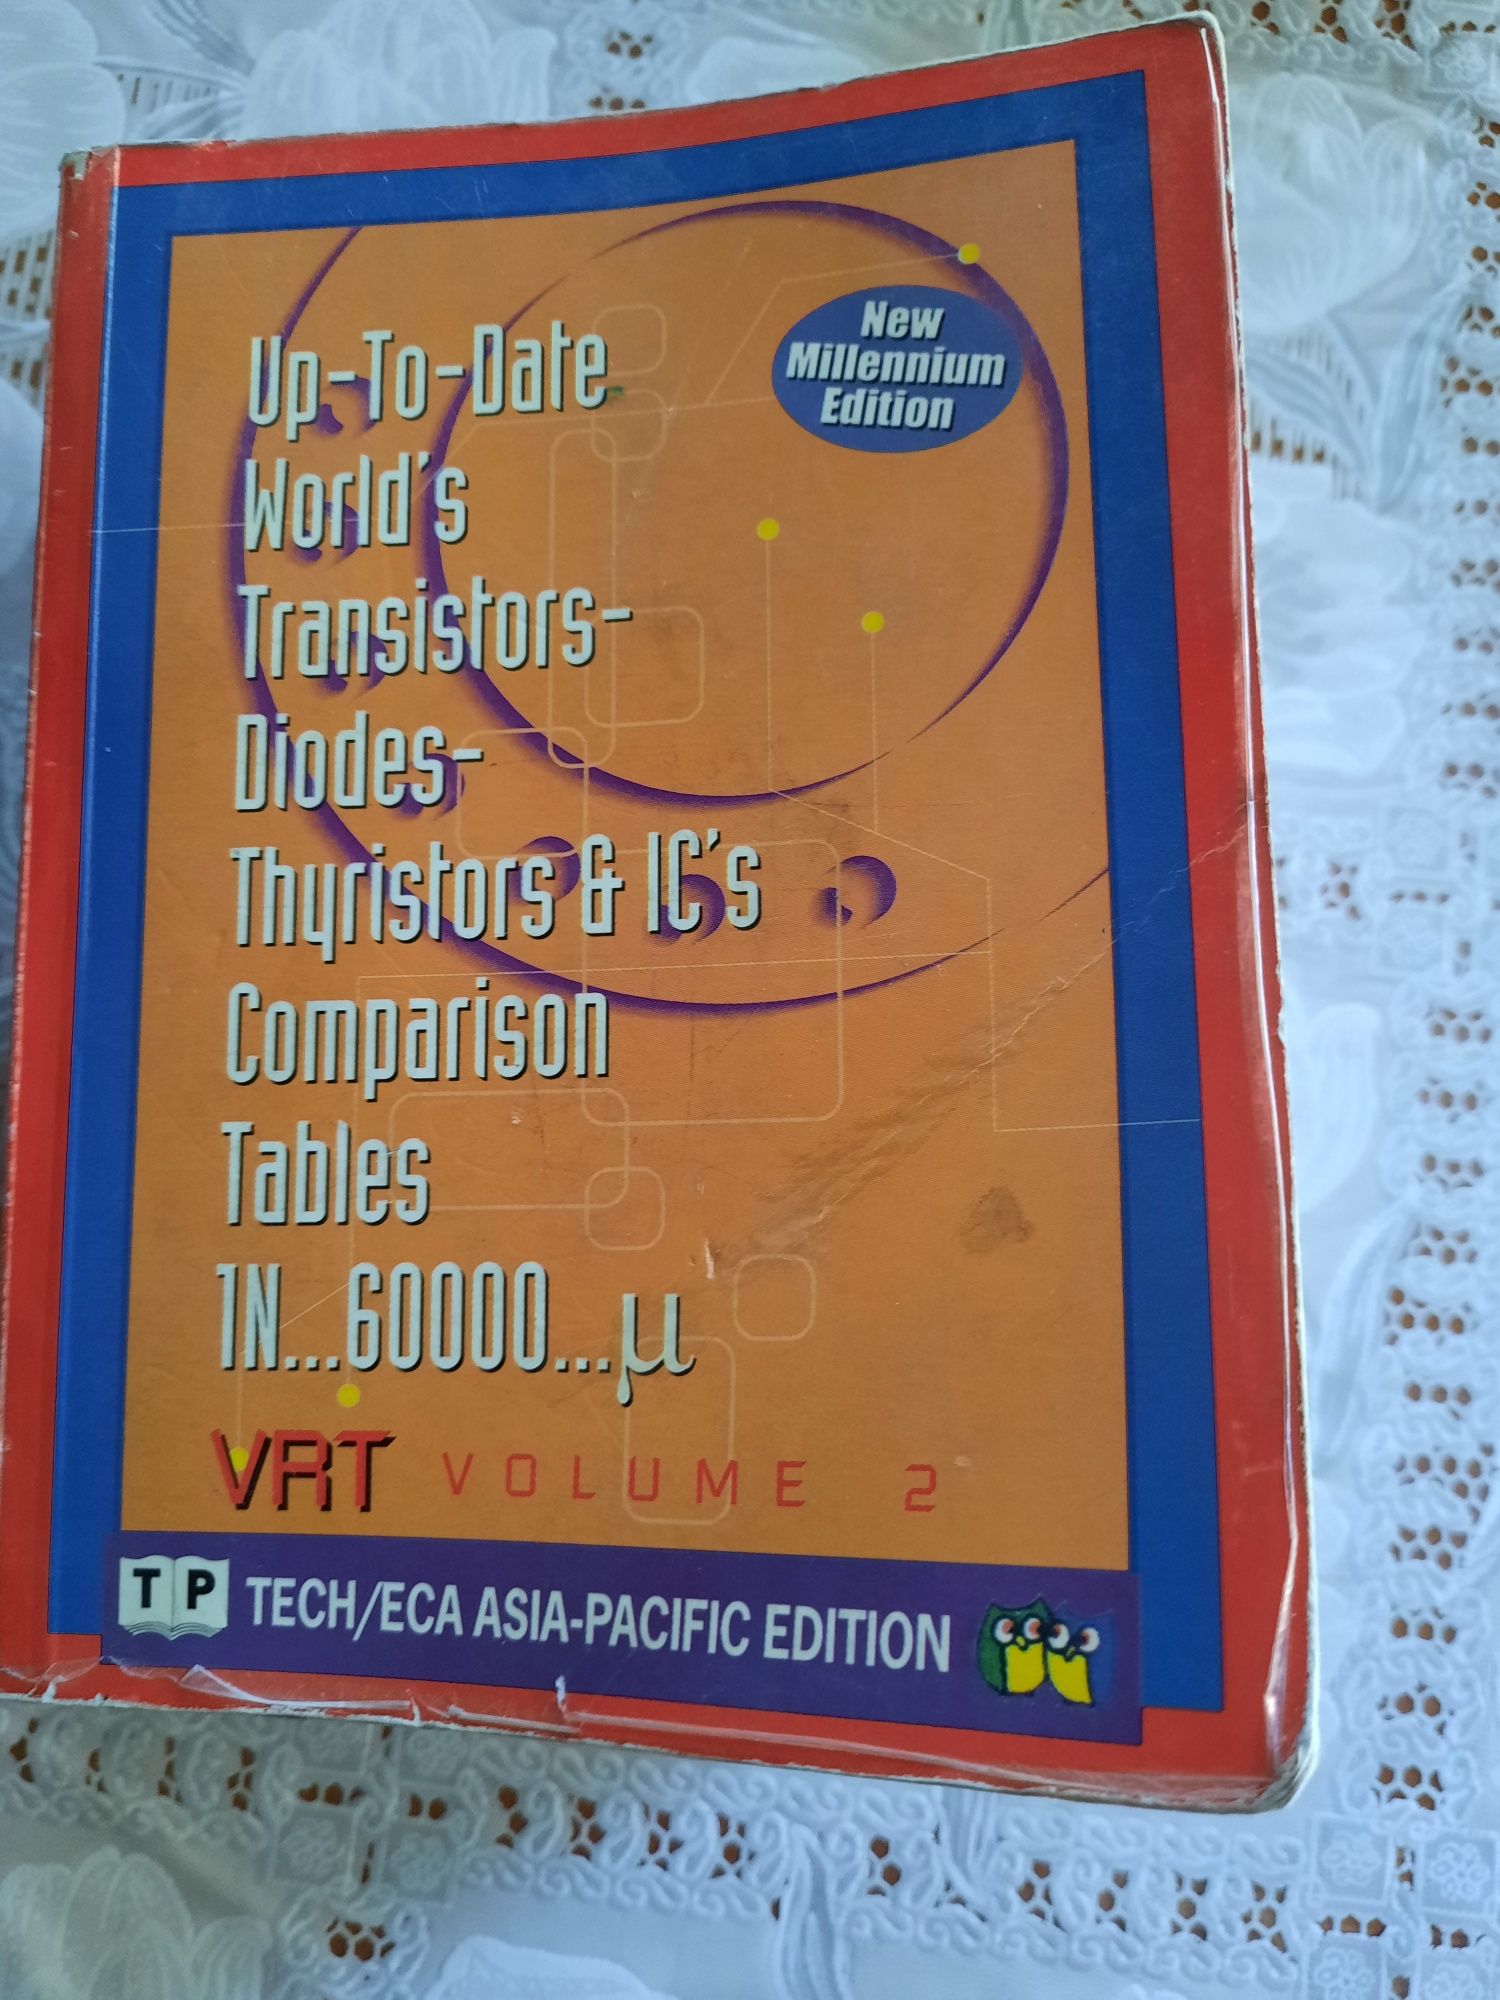 New
Millennium
Edition
Up-To-Date
World's
Transistors-
Diodes-
Thyristors & IC's
Comparison
Tables
1N...60000...µ
VRT VOLUME 2
TP TECH/ECA ASIA-PACIFIC EDITION